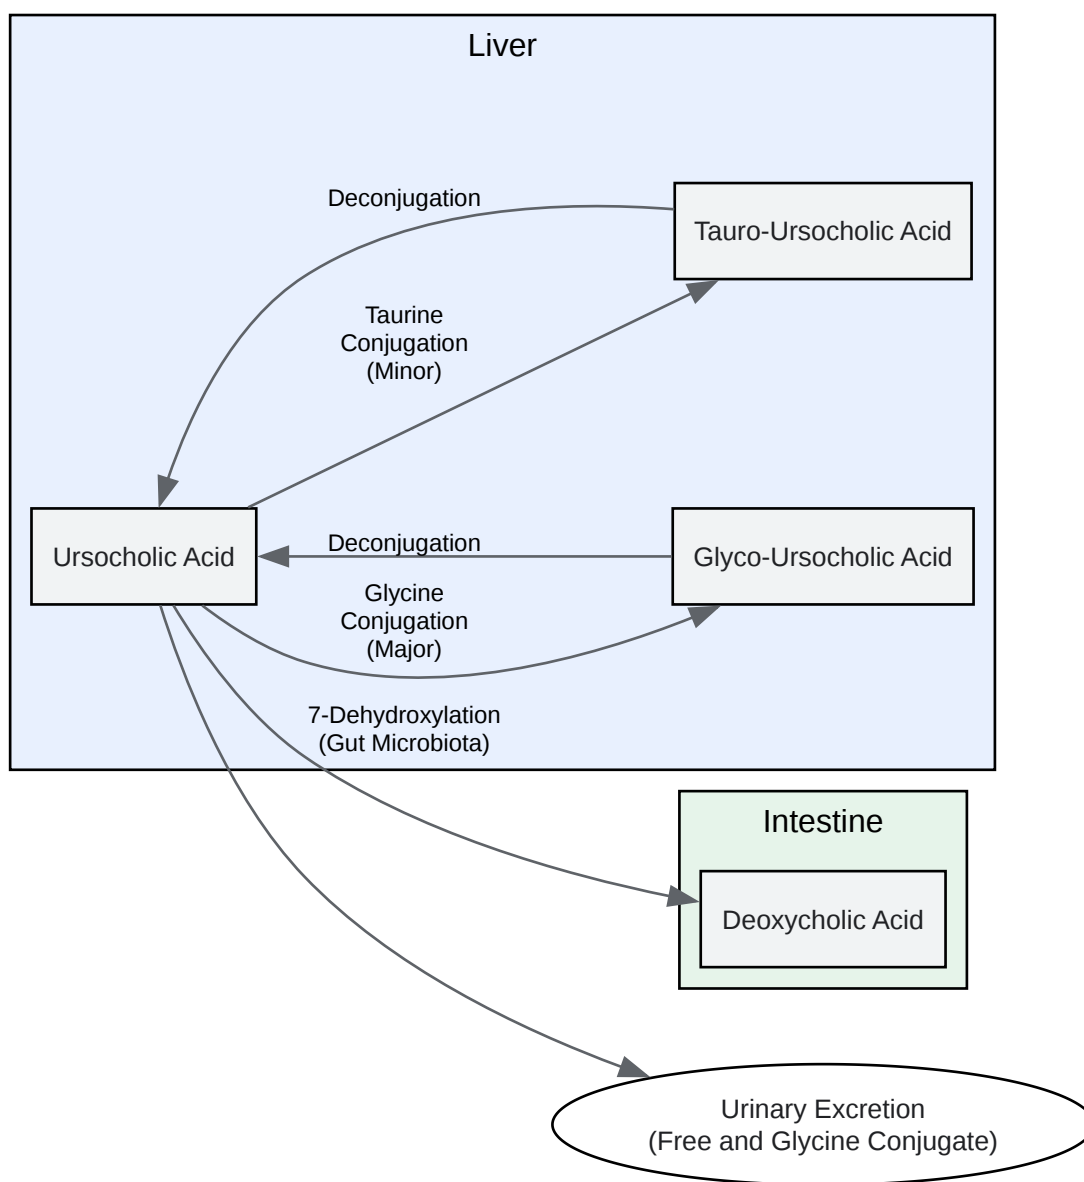 Liver
Deconjugation
Tauro-Ursocholic Acid
Taurine
Conjugation
(Minor)
Ursocholic Acid
Deconjugation
Glyco-Ursocholic Acid
Glycine
Conjugation
(Major)
7-Dehydroxylation
(Gut Microbiota)
Intestine
Deoxycholic Acid
Urinary Excretion
(Free and Glycine Conjugate)